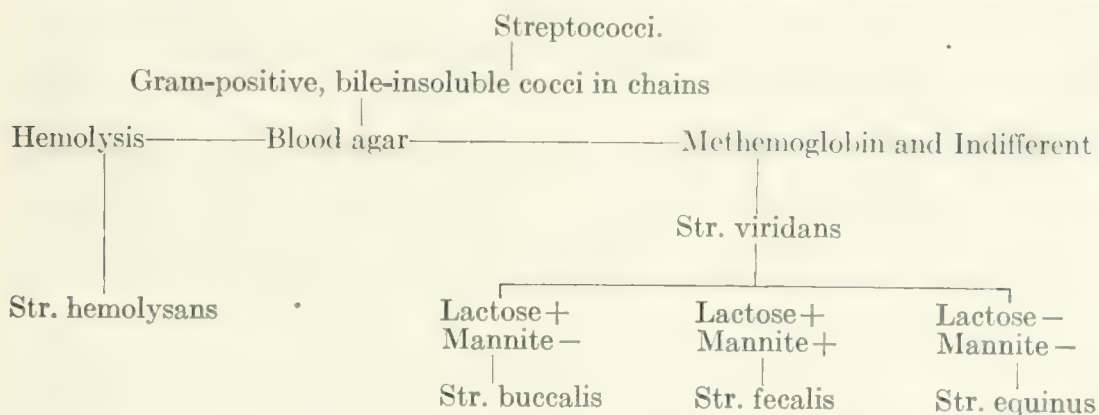 Streptococci.
Gram-positive, bile-insoluble cocci in chains
Hemolysis Blood agar Methemoglobin and Indifferent
Str. viridans
Str. hemolysans
Lactose+ Lactose+ Lactose−
Mannite− Mannite+ Mannite−
Str. buccalis Str. fecalis Str. equinus